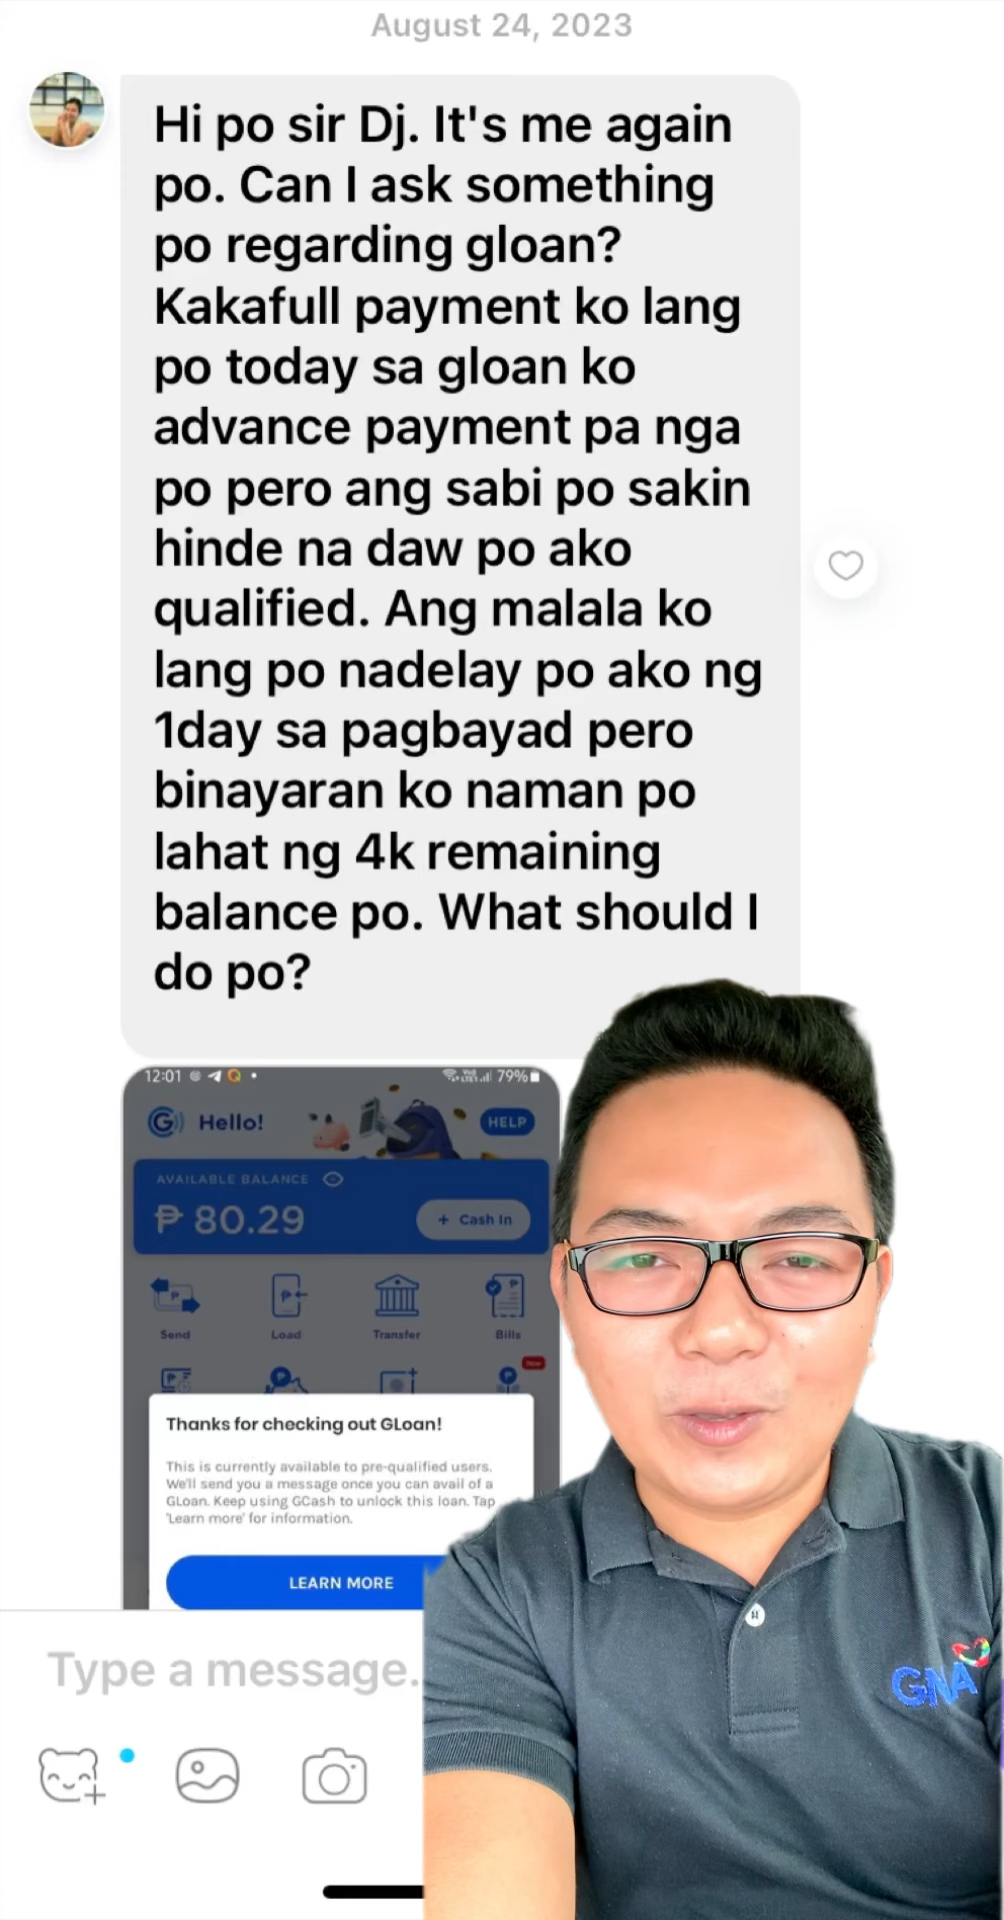 August 24, 2023
Hi po sir Dj. It's me again
po. Can I ask something
po regarding gloan?
Kakafull payment ko lang
po today sa gloan ko
advance payment pa nga
po pero ang sabi po sakin
hinde na daw po ako
qualified. Ang malala ko
lang po nadelay po ako ng
1day sa pagbayad pero
binayaran ko naman po
lahat ng 4k remaining
balance po. What should I
do po?
12:01 79%
Hello! HELP
AVAILABLE BALANCE
₱ 80.29 + Cash In
Send Load Transfer Bills
New
Thanks for checking out GLoan!
This is currently available to pre-qualified users.
We'll send you a message once you can avail of a
GLoan. Keep using GCash to unlock this loan. Tap
'Learn more' for information.
LEARN MORE
Type a message.
GNA